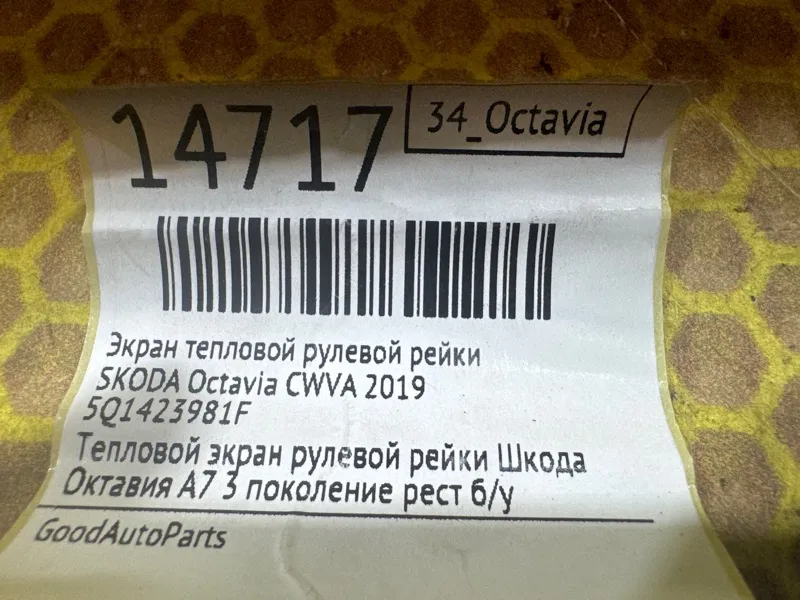 14717
34_Octavia
Экран тепловой рулевой рейки
SKODA Octavia CWVA 2019
5Q1423981F
Тепловой экран рулевой рейки Шкода
Октавия А7 3 поколение рест б/у
GoodAutoParts